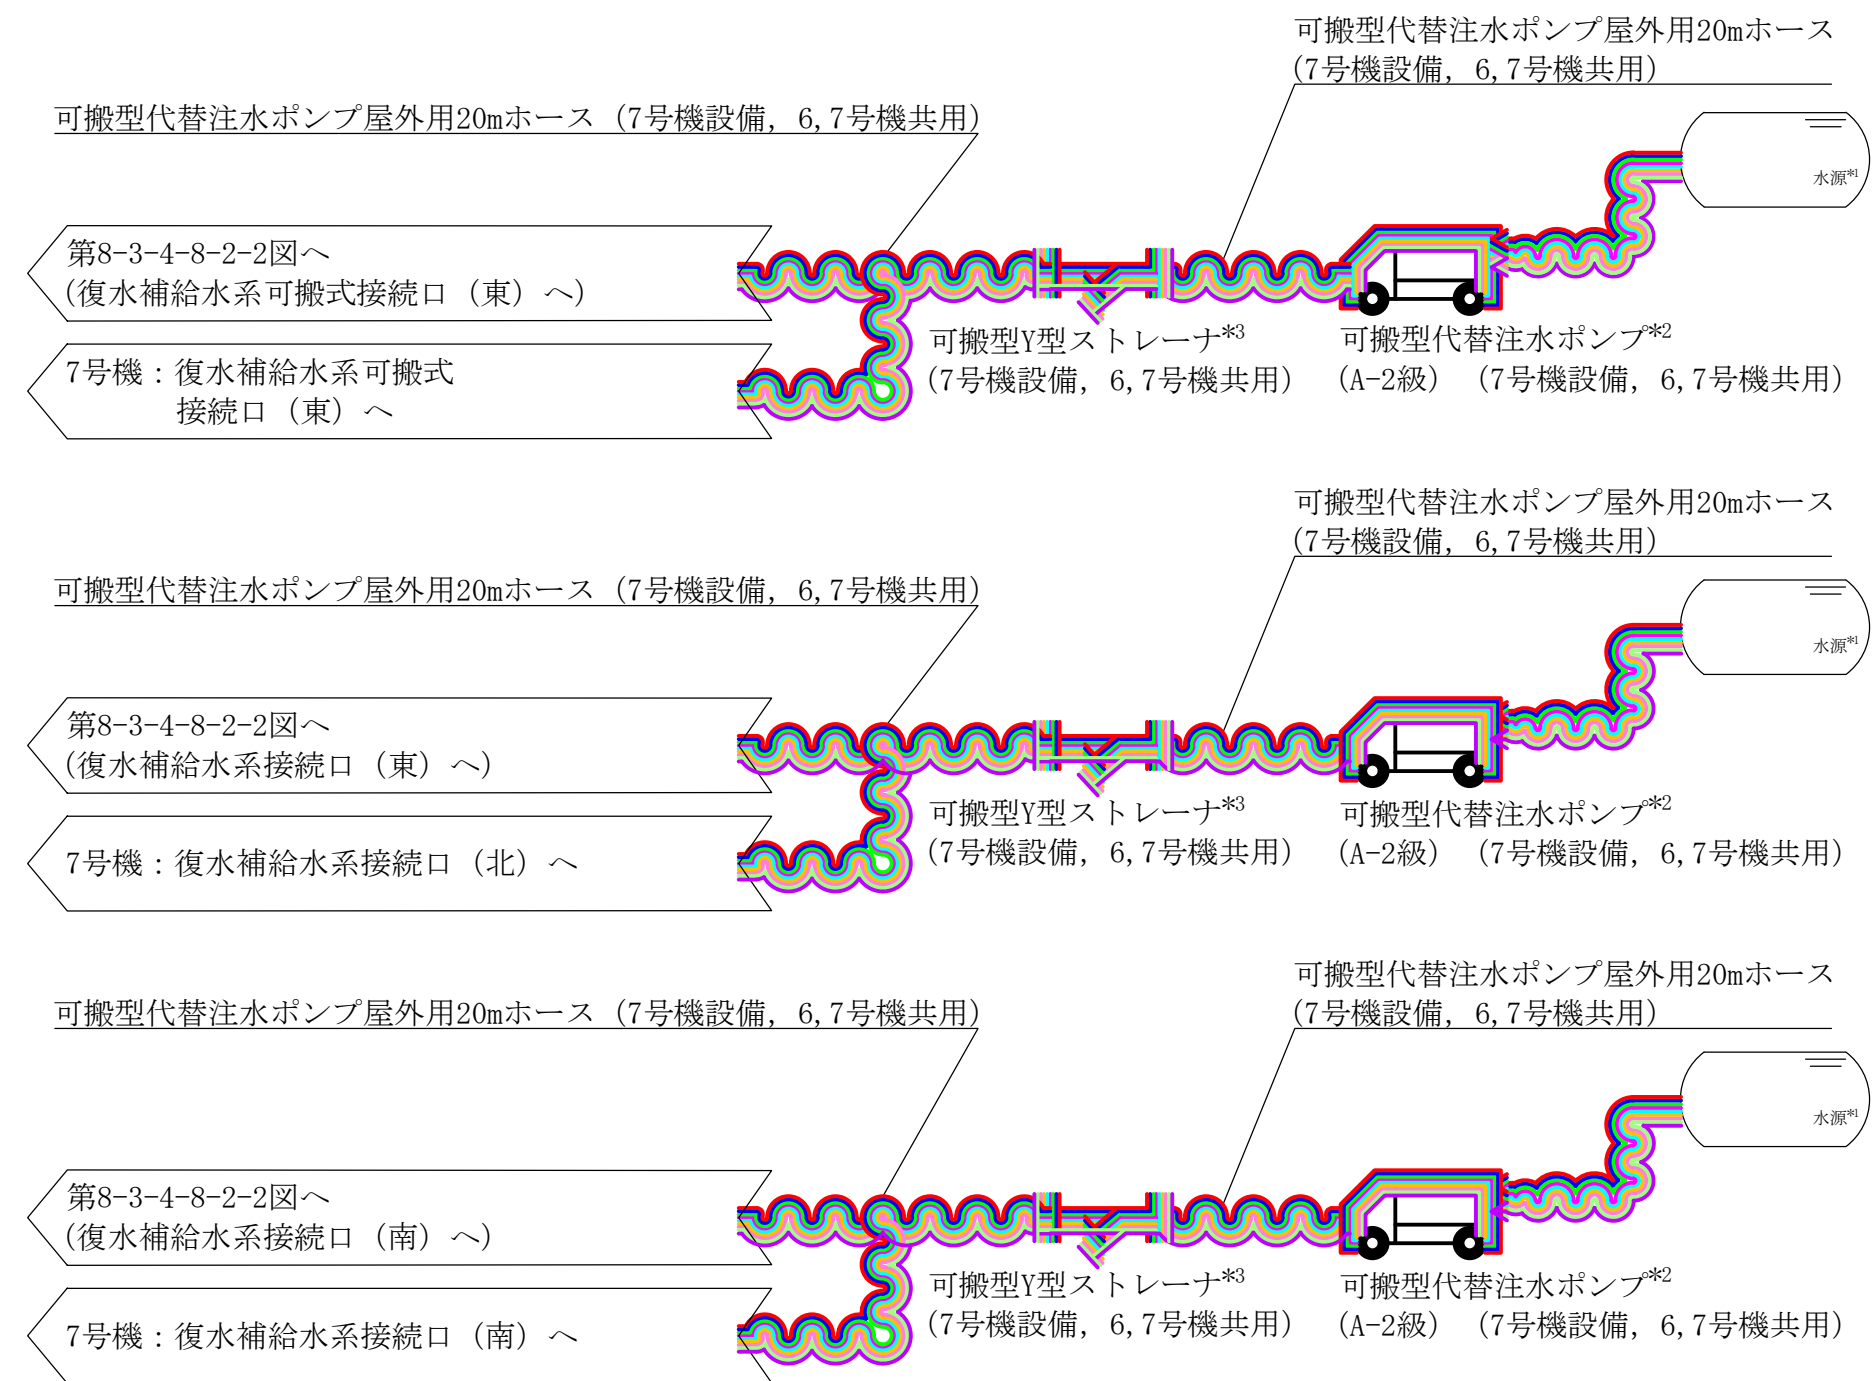 可搬型代替注水ポンプ屋外用20mホース
(7号機設備, 6,7号機共用)
可搬型代替注水ポンプ屋外用20mホース (7号機設備, 6,7号機共用)
水源*1
第8-3-4-8-2-2図へ
(復水補給水系可搬式接続口 (東) へ)
可搬型Y型ストレーナ*3
(7号機設備, 6,7号機共用)
可搬型代替注水ポンプ*2
(A-2級) (7号機設備, 6,7号機共用)
7号機:復水補給水系可搬式
接続口 (東) へ
可搬型代替注水ポンプ屋外用20mホース
(7号機設備, 6,7号機共用)
可搬型代替注水ポンプ屋外用20mホース (7号機設備, 6,7号機共用)
水源*1
第8-3-4-8-2-2図へ
(復水補給水系接続口 (東) へ)
可搬型Y型ストレーナ*3
(7号機設備, 6,7号機共用)
可搬型代替注水ポンプ*2
(A-2級) (7号機設備, 6,7号機共用)
7号機:復水補給水系接続口 (北) へ
可搬型代替注水ポンプ屋外用20mホース
(7号機設備, 6,7号機共用)
可搬型代替注水ポンプ屋外用20mホース (7号機設備, 6,7号機共用)
水源*1
第8-3-4-8-2-2図へ
(復水補給水系接続口 (南) へ)
可搬型Y型ストレーナ*3
(7号機設備, 6,7号機共用)
可搬型代替注水ポンプ*2
(A-2級) (7号機設備, 6,7号機共用)
7号機:復水補給水系接続口 (南) へ